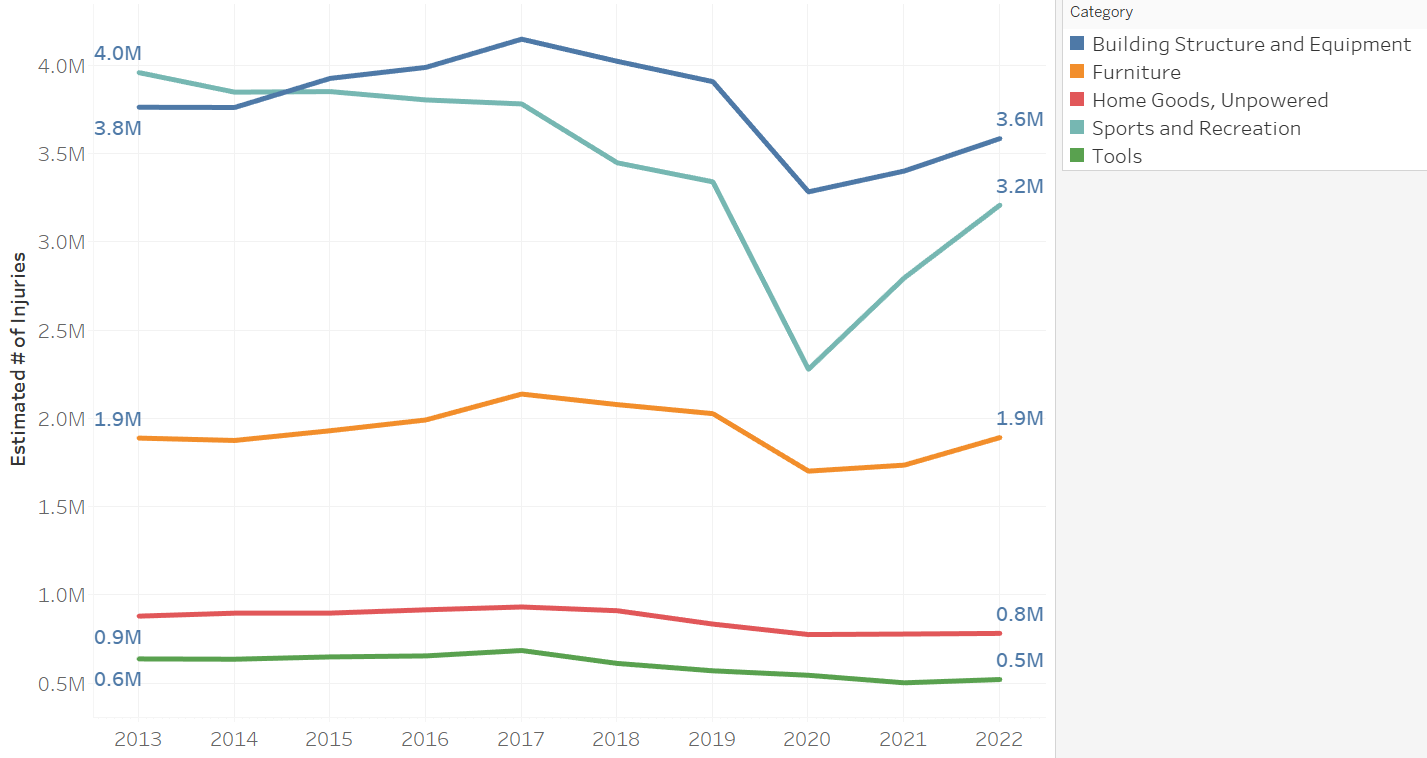 Category
Building Structure and Equipment
Furniture
Home Goods, Unpowered
Sports and Recreation
Tools
Estimated # of Injuries
4.0M
3.5M
3.0M
2.5M
2.0M
1.5M
1.0M
0.5M
4.0M
3.8M
1.9M
0.9M
0.6M
3.6M
3.2M
1.9M
0.8M
0.5M
2013 2014 2015 2016 2017 2018 2019 2020 2021 2022